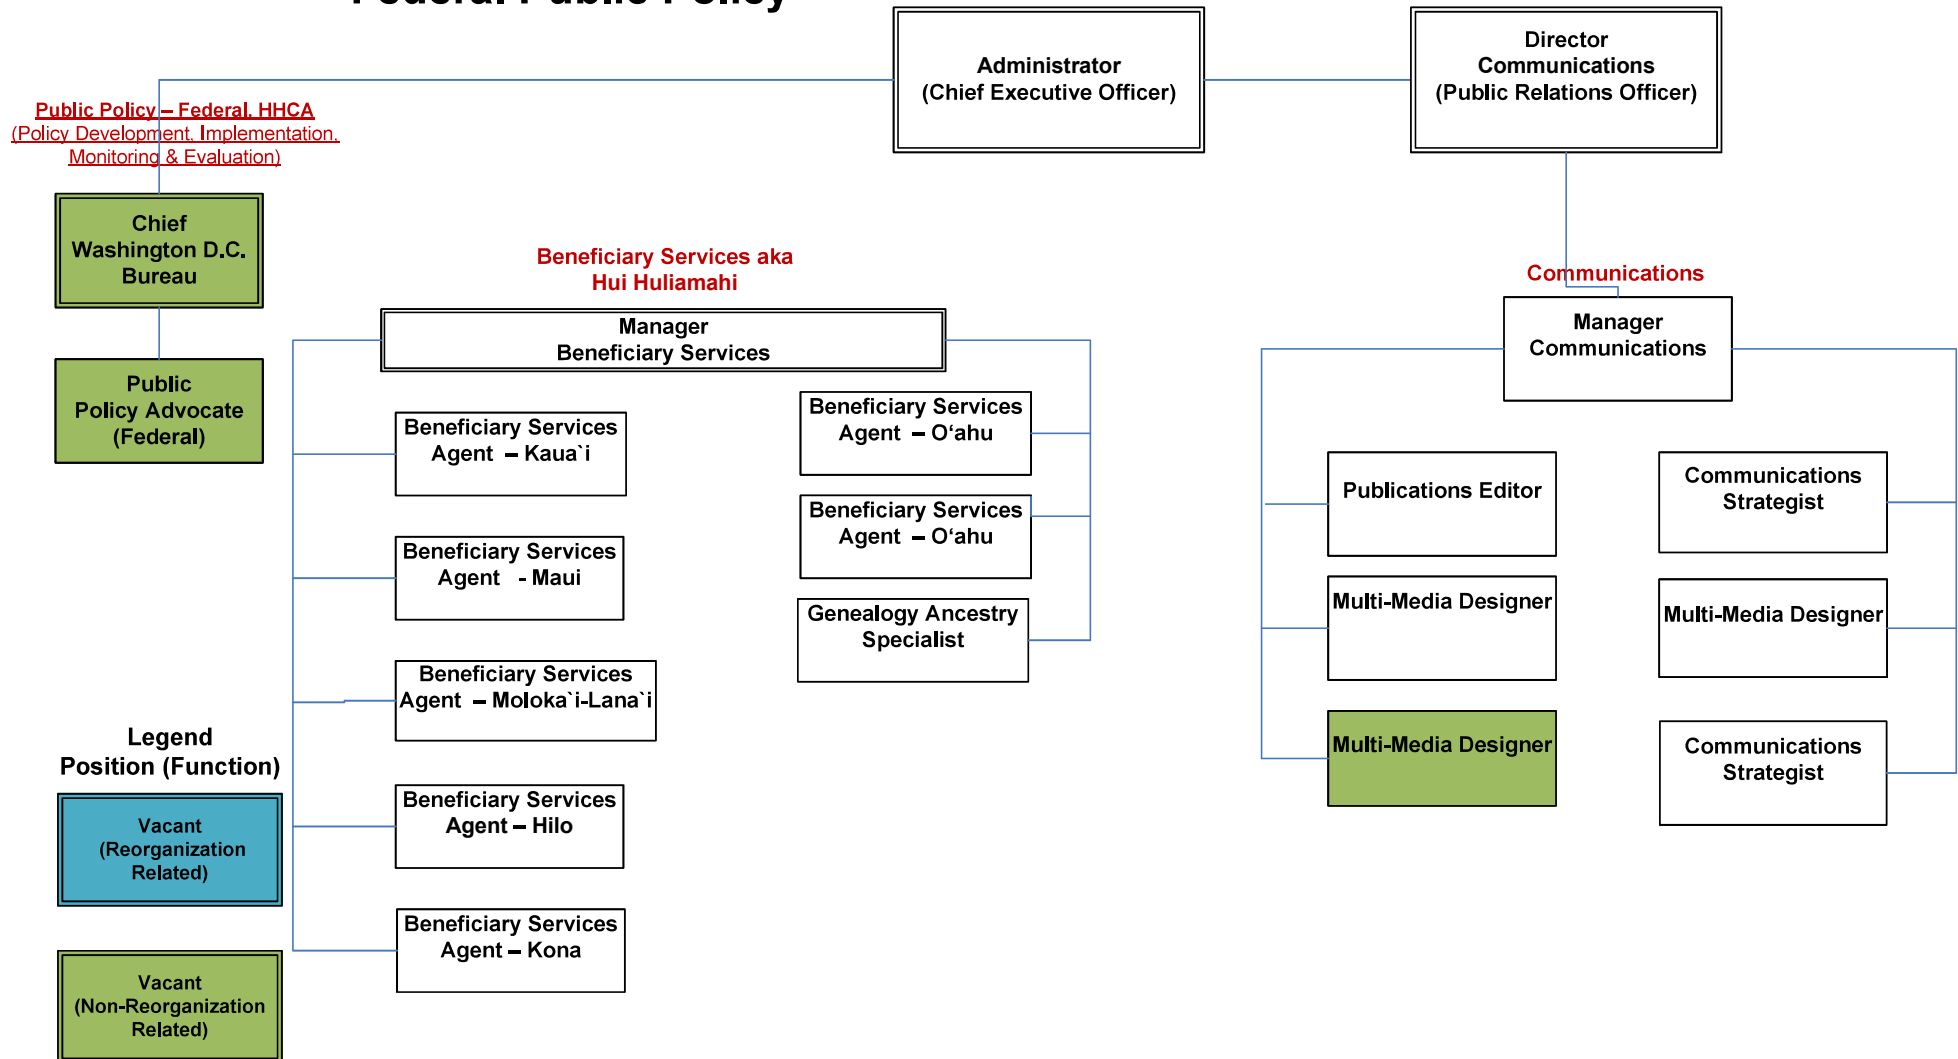 Federal Public Policy
Administrator
(Chief Executive Officer)
Director
Communications
(Public Relations Officer)
Public Policy – Federal, HHCA
(Policy Development, Implementation,
Monitoring & Evaluation)
Chief
Washington D.C.
Bureau
Public
Policy Advocate
(Federal)
Beneficiary Services aka
Hui Huliamahi
Manager
Beneficiary Services
Beneficiary Services
Agent – Kaua`i
Beneficiary Services
Agent - Maui
Beneficiary Services
Agent – Moloka`i-Lana`i
Beneficiary Services
Agent – Hilo
Beneficiary Services
Agent – Kona
Beneficiary Services
Agent – O‘ahu
Beneficiary Services
Agent – O‘ahu
Genealogy Ancestry
Specialist
Communications
Manager
Communications
Publications Editor
Multi-Media Designer
Multi-Media Designer
Communications
Strategist
Multi-Media Designer
Communications
Strategist
Legend
Position (Function)
Vacant
(Reorganization
Related)
Vacant
(Non-Reorganization
Related)